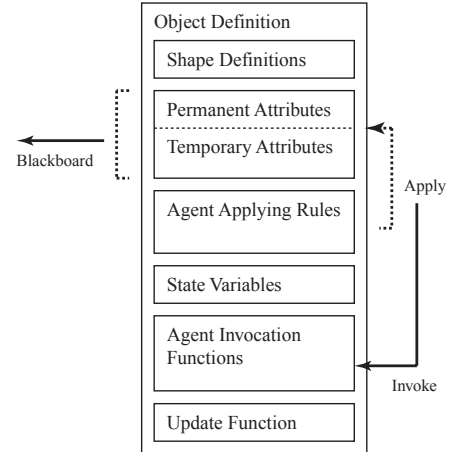 Object Definition
Shape Definitions
Permanent Attributes
Temporary Attributes
Blackboard
Agent Applying Rules
Apply
State Variables
Agent Invocation
Functions
Invoke
Update Function